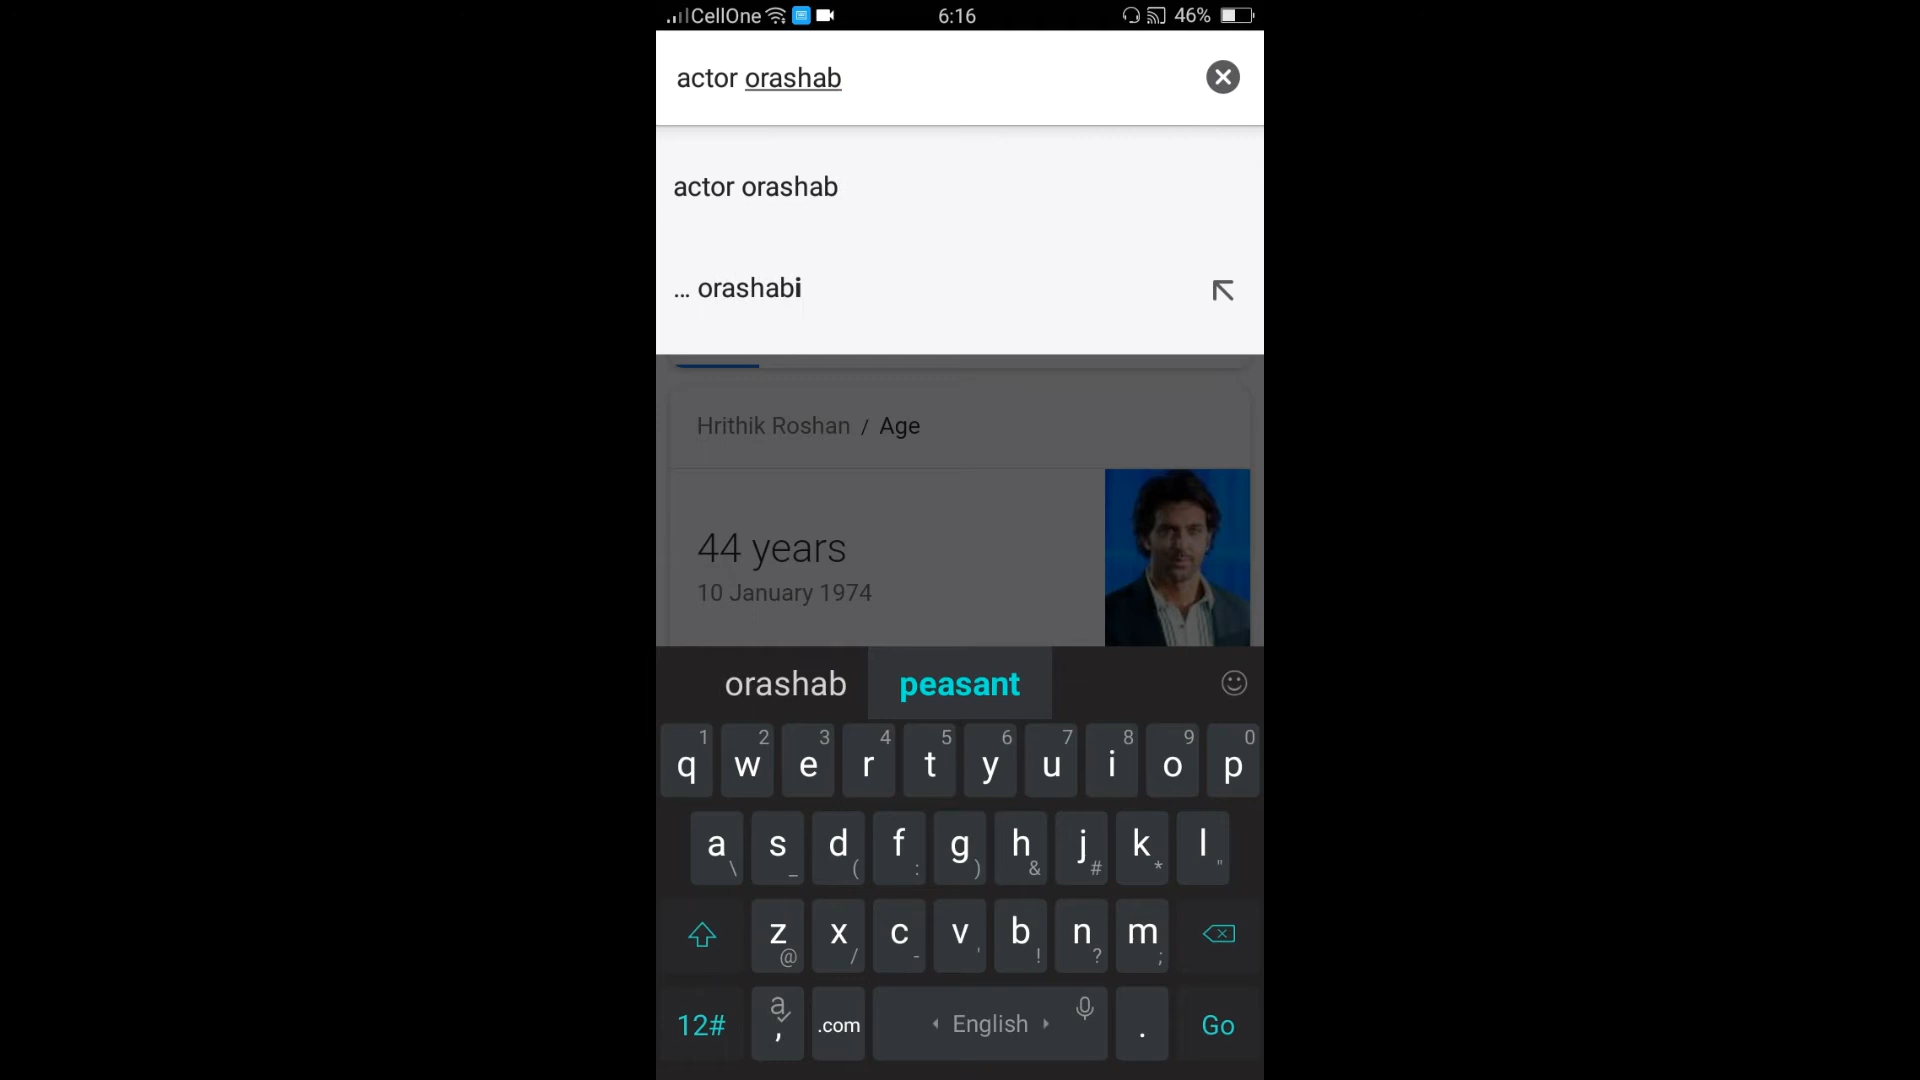 CellOne 6:16 46%
actor orashab
actor orashab
... orashabi
Hrithik Roshan / Age
44 years
10 January 1974
orashab peasant
1 2 3 4 5 6 7 8 9 0
q w e r t y u i o p
a s d f g h j k l
\ _ ( : ) & # * "
z x c v b n m
@ / - ' ! ? ;
12# a , .com English . Go